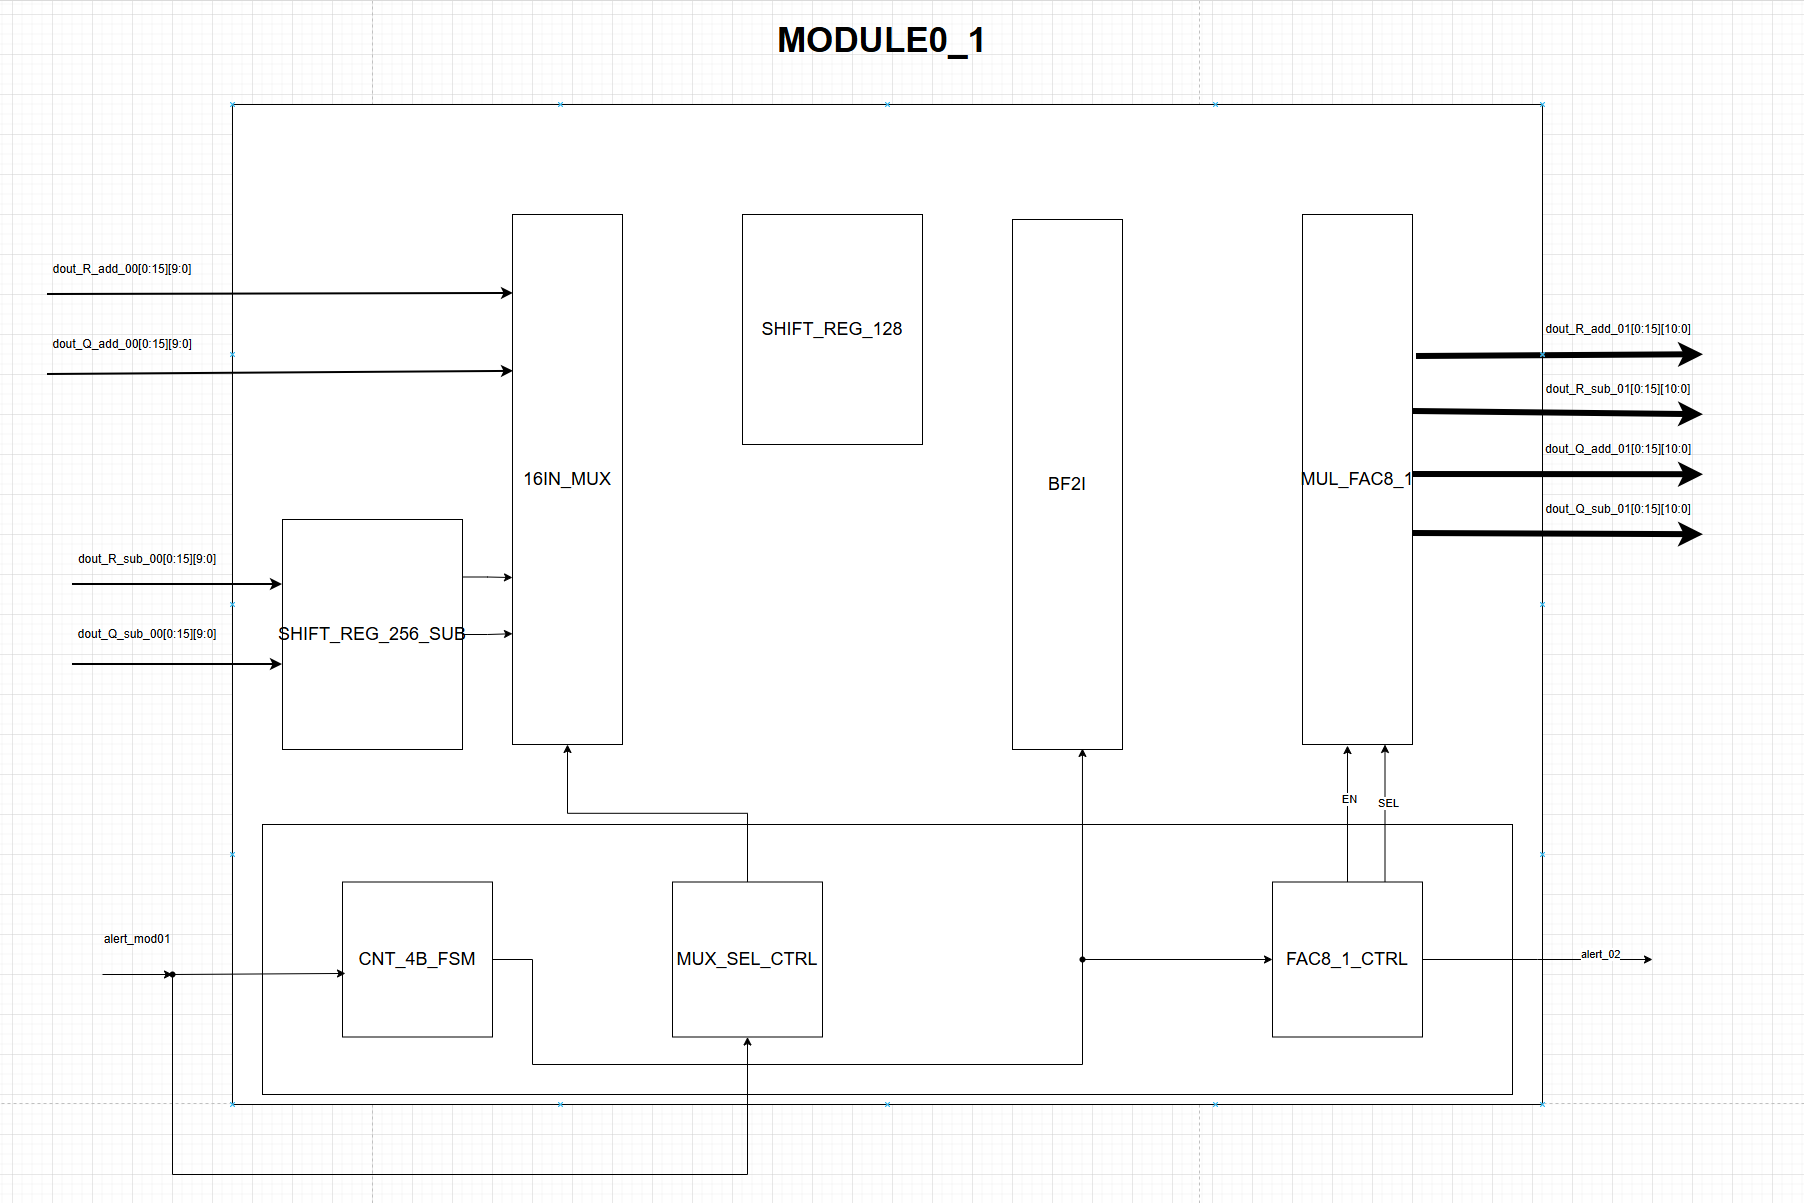 MODULE0_1
dout_R_add_00[0:15][9:0]
dout_Q_add_00[0:15][9:0]
SHIFT_REG_128
dout_R_add_01[0:15][10:0]
dout_R_sub_01[0:15][10:0]
dout_Q_add_01[0:15][10:0]
dout_Q_sub_01[0:15][10:0]
16IN_MUX
BF2I
MUL_FAC8_1
dout_R_sub_00[0:15][9:0]
dout_Q_sub_00[0:15][9:0]
SHIFT_REG_256_SUB
EN
SEL
alert_mod01
CNT_4B_FSM
MUX_SEL_CTRL
FAC8_1_CTRL
alert_02